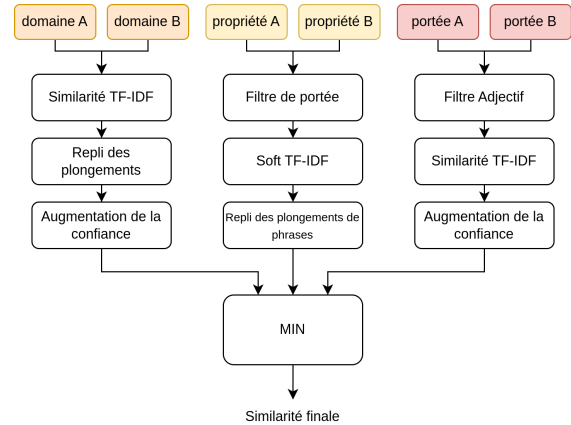 domaine A
domaine B
propriété A
propriété B
portée A
portée B
Similarité TF-IDF
Filtre de portée
Filtre Adjectif
Repli des
plongements
Soft TF-IDF
Similarité TF-IDF
Augmentation de la
confiance
Repli des plongements de
phrases
Augmentation de la
confiance
MIN
Similarité finale